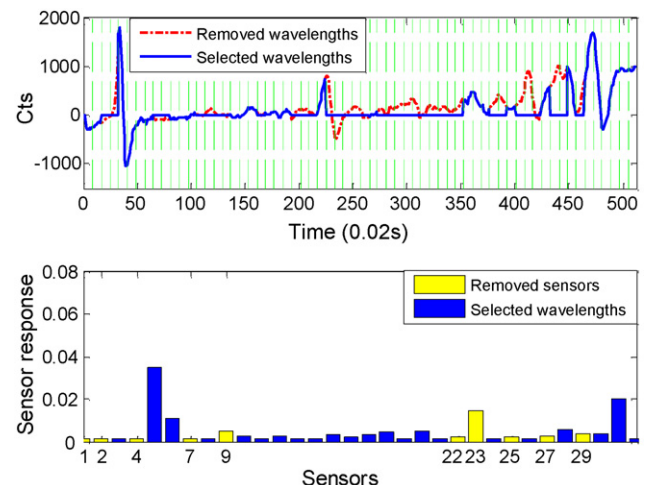 2000
1000
0
-1000
Cts
Removed wavelengths
Selected wavelengths
0 50 100 150 200 250 300 350 400 450 500
Time (0.02s)
0.08
0.06
0.04
0.02
0
Sensor response
Removed sensors
Selected wavelengths
1 2 4 7 9 22 23 25 27 29
Sensors